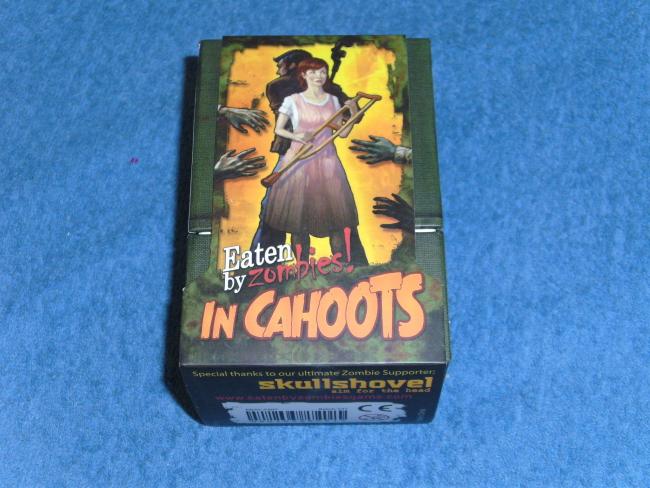 Eaten
by zombies!
IN CAHOOTS
Special thanks to our ultimate Zombie Supporter:
skullshovel
aim for the head
www.eatenbyzombiesgame.com
CE